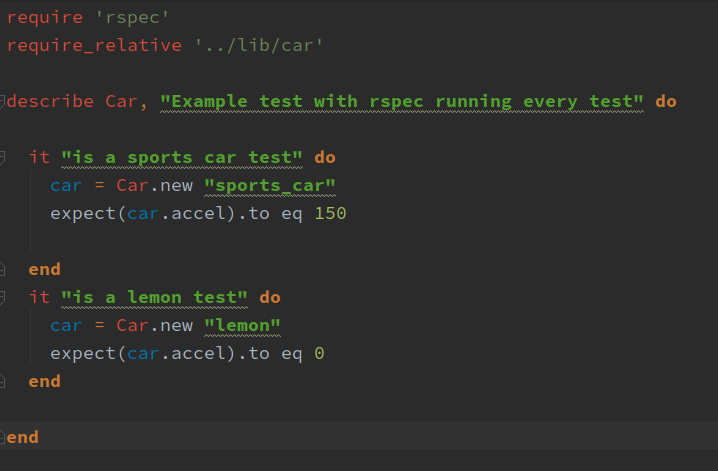 require 'rspec'
require_relative '../lib/car'
describe Car, "Example test with rspec running every test" do
it "is a sports car test" do
car = Car.new "sports_car"
expect(car.accel).to eq 150
end
it "is a lemon test" do
car = Car.new "lemon"
expect(car.accel).to eq 0
end
end